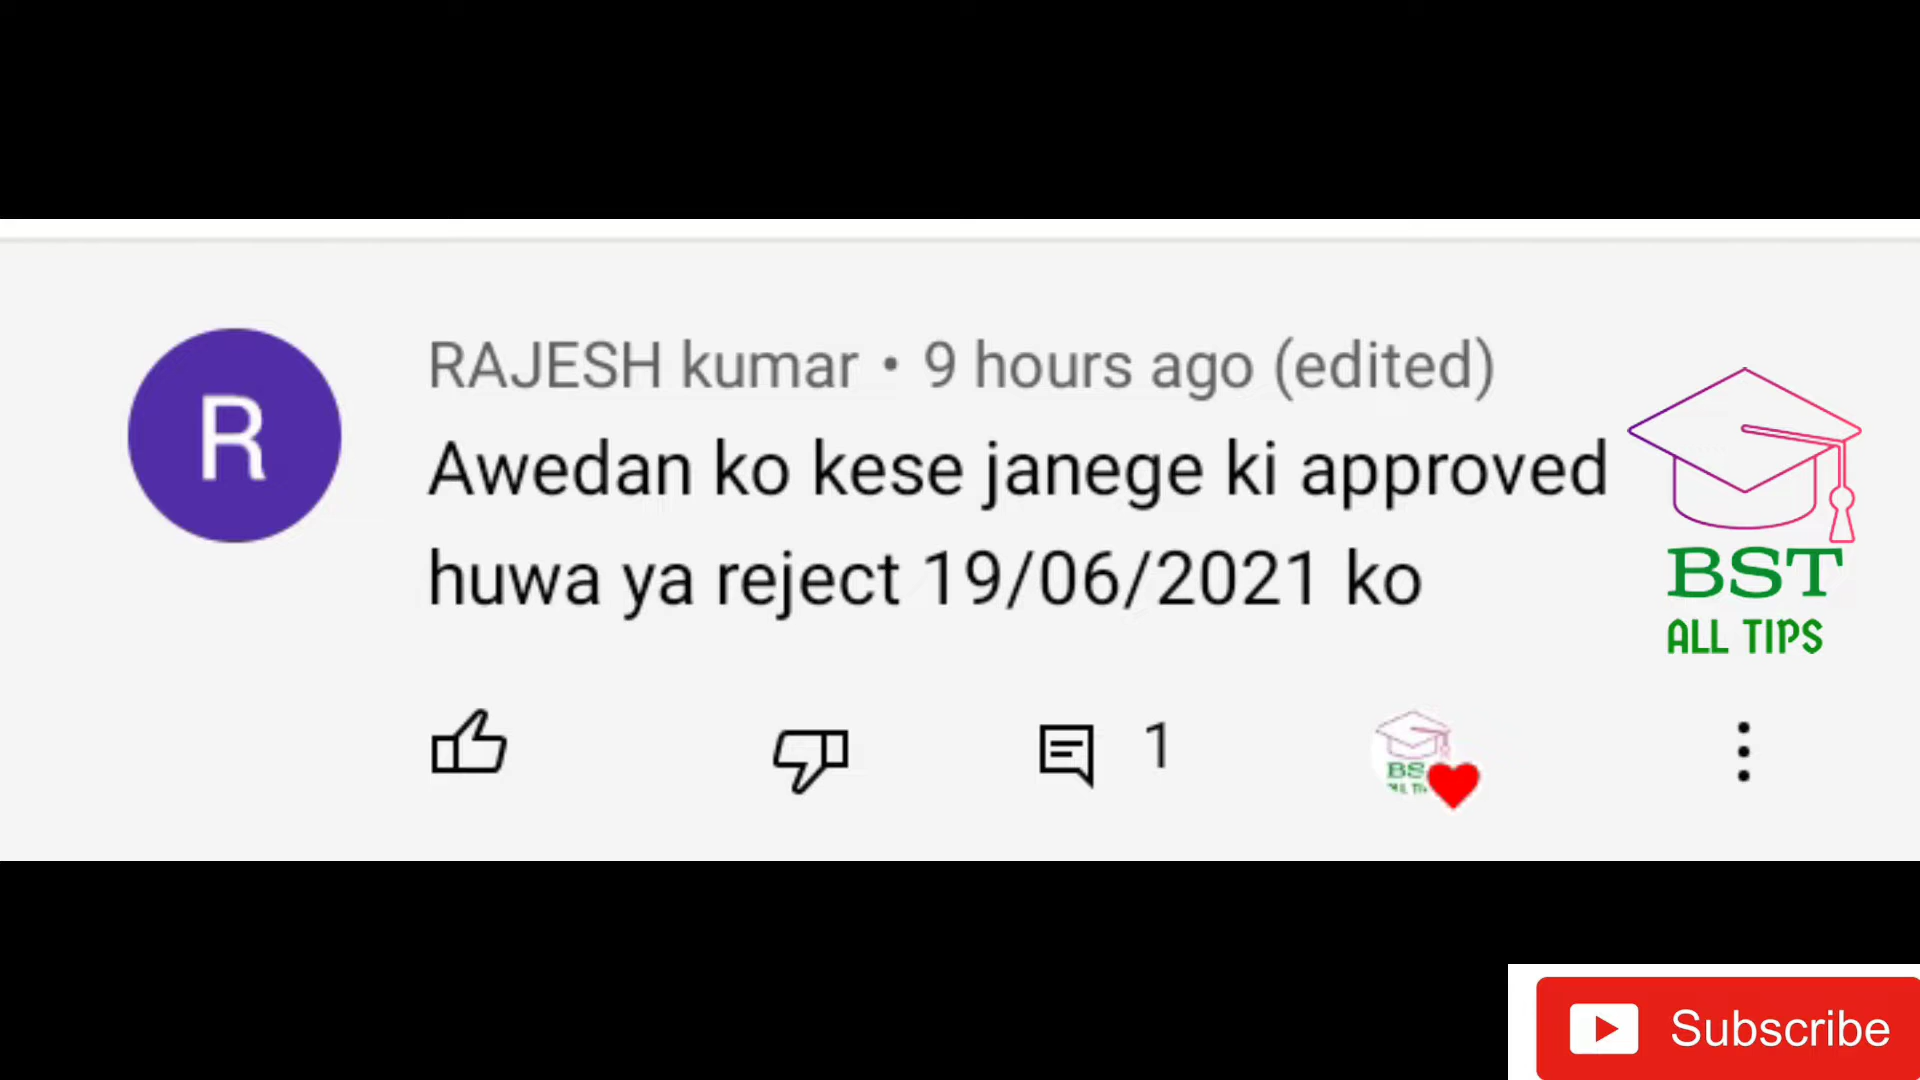 R
RAJESH kumar • 9 hours ago (edited)
Awedan ko kese janege ki approved
huwa ya reject 19/06/2021 ko
BST
ALL TIPS
1
Subscribe